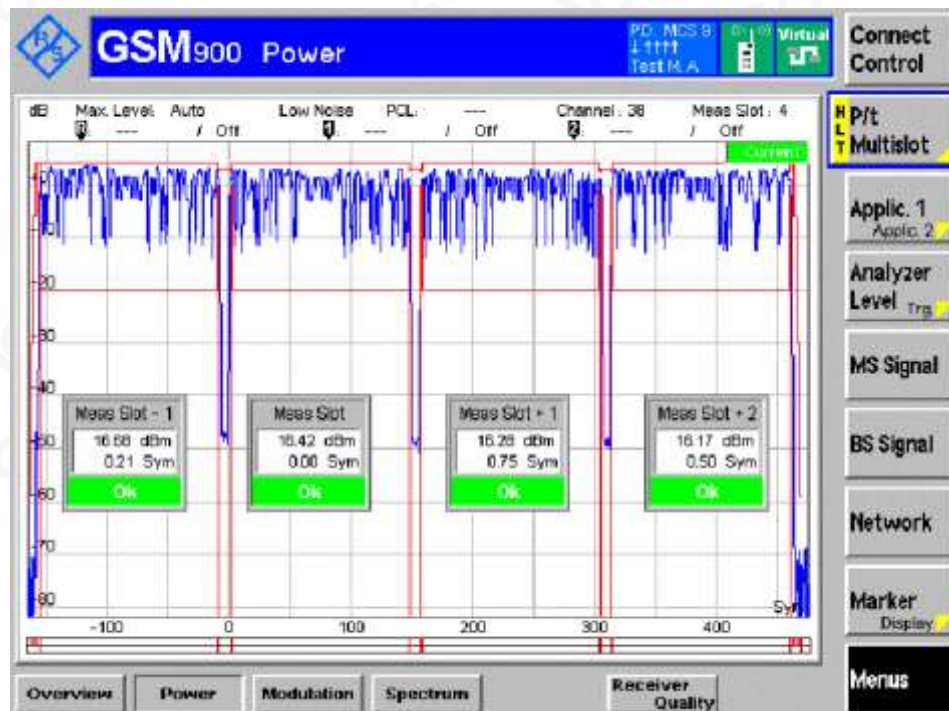 R S
GSM900 Power
PD: MCS 9
Test M. A.
Virtual
Connect Control
dB Max. Level: Auto Low Noise PCL: --- Channel: 38 Meas Slot: 4
--- / Off 1 --- / Off 2 --- / Off
Current
P/t Multislot
HLT
Applic. 1
Applic. 2
Analyzer Level
Trg.
MS Signal
BS Signal
Network
Marker
Display
Menus
-20
-30
-40
-60
-70
-80
Meas Slot - 1
16.68 dBm
0.21 Sym
Ok
Meas Slot
16.42 dBm
0.00 Sym
Ok
Meas Slot + 1
16.28 dBm
0.75 Sym
Ok
Meas Slot + 2
16.17 dBm
0.50 Sym
Ok
-100 0 100 200 300 400
Overview
Power
Modulation
Spectrum
Receiver Quality